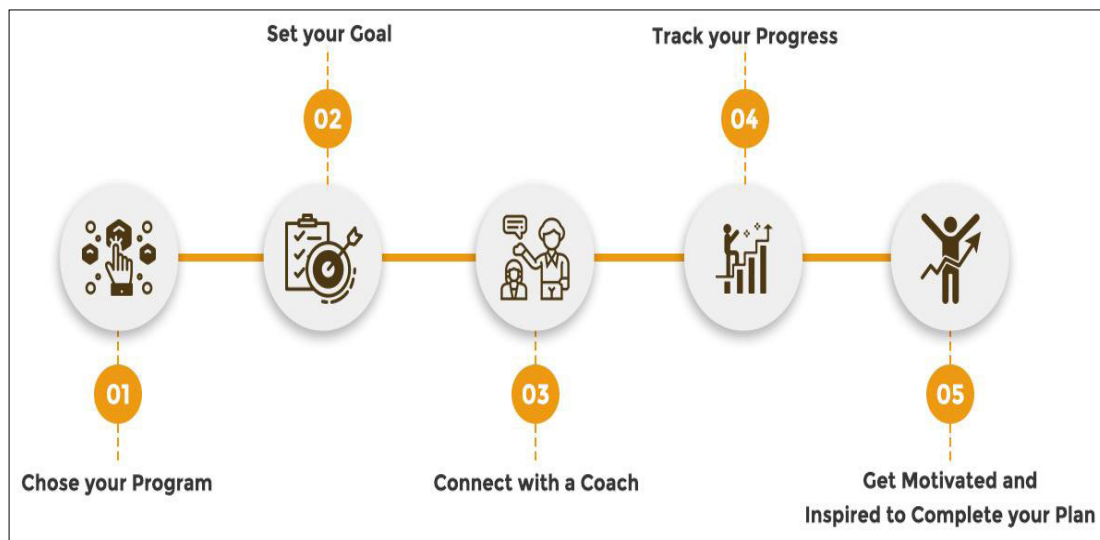 Set your Goal
Track your Progress
02
04
01
03
05
Chose your Program
Connect with a Coach
Get Motivated and
Inspired to Complete your Plan